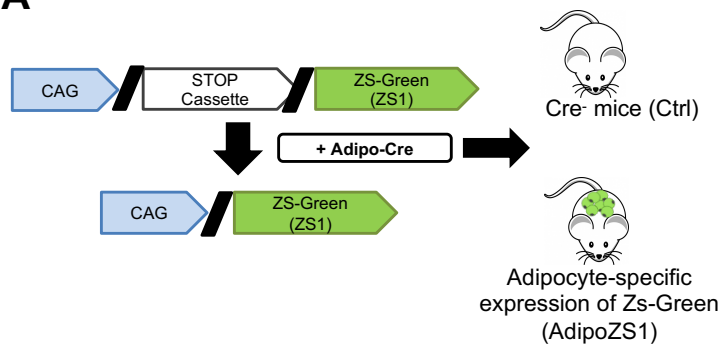 A
CAG
STOP
Cassette
ZS-Green
(ZS1)
Cre- mice (Ctrl)
+ Adipo-Cre
CAG
ZS-Green
(ZS1)
Adipocyte-specific
expression of Zs-Green
(AdipoZS1)